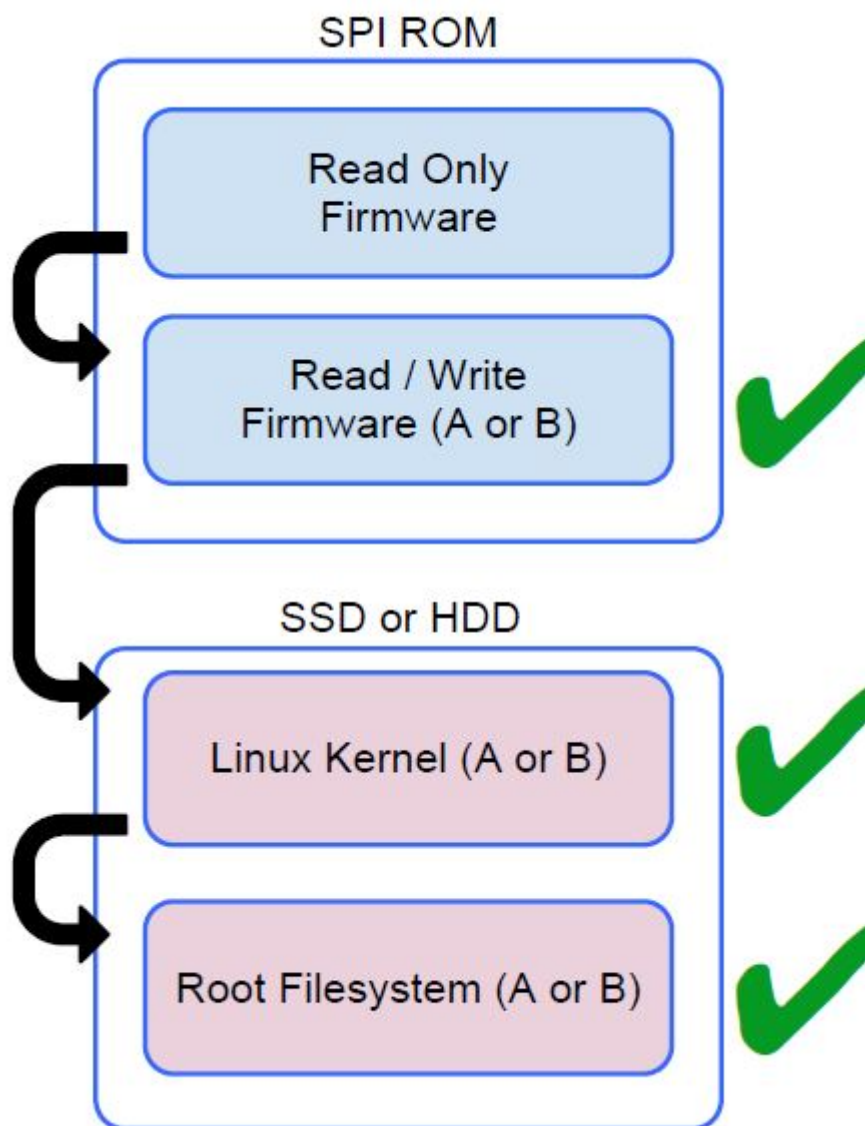 SPI ROM
Read Only
Firmware
Read / Write
Firmware (A or B)
SSD or HDD
Linux Kernel (A or B)
Root Filesystem (A or B)